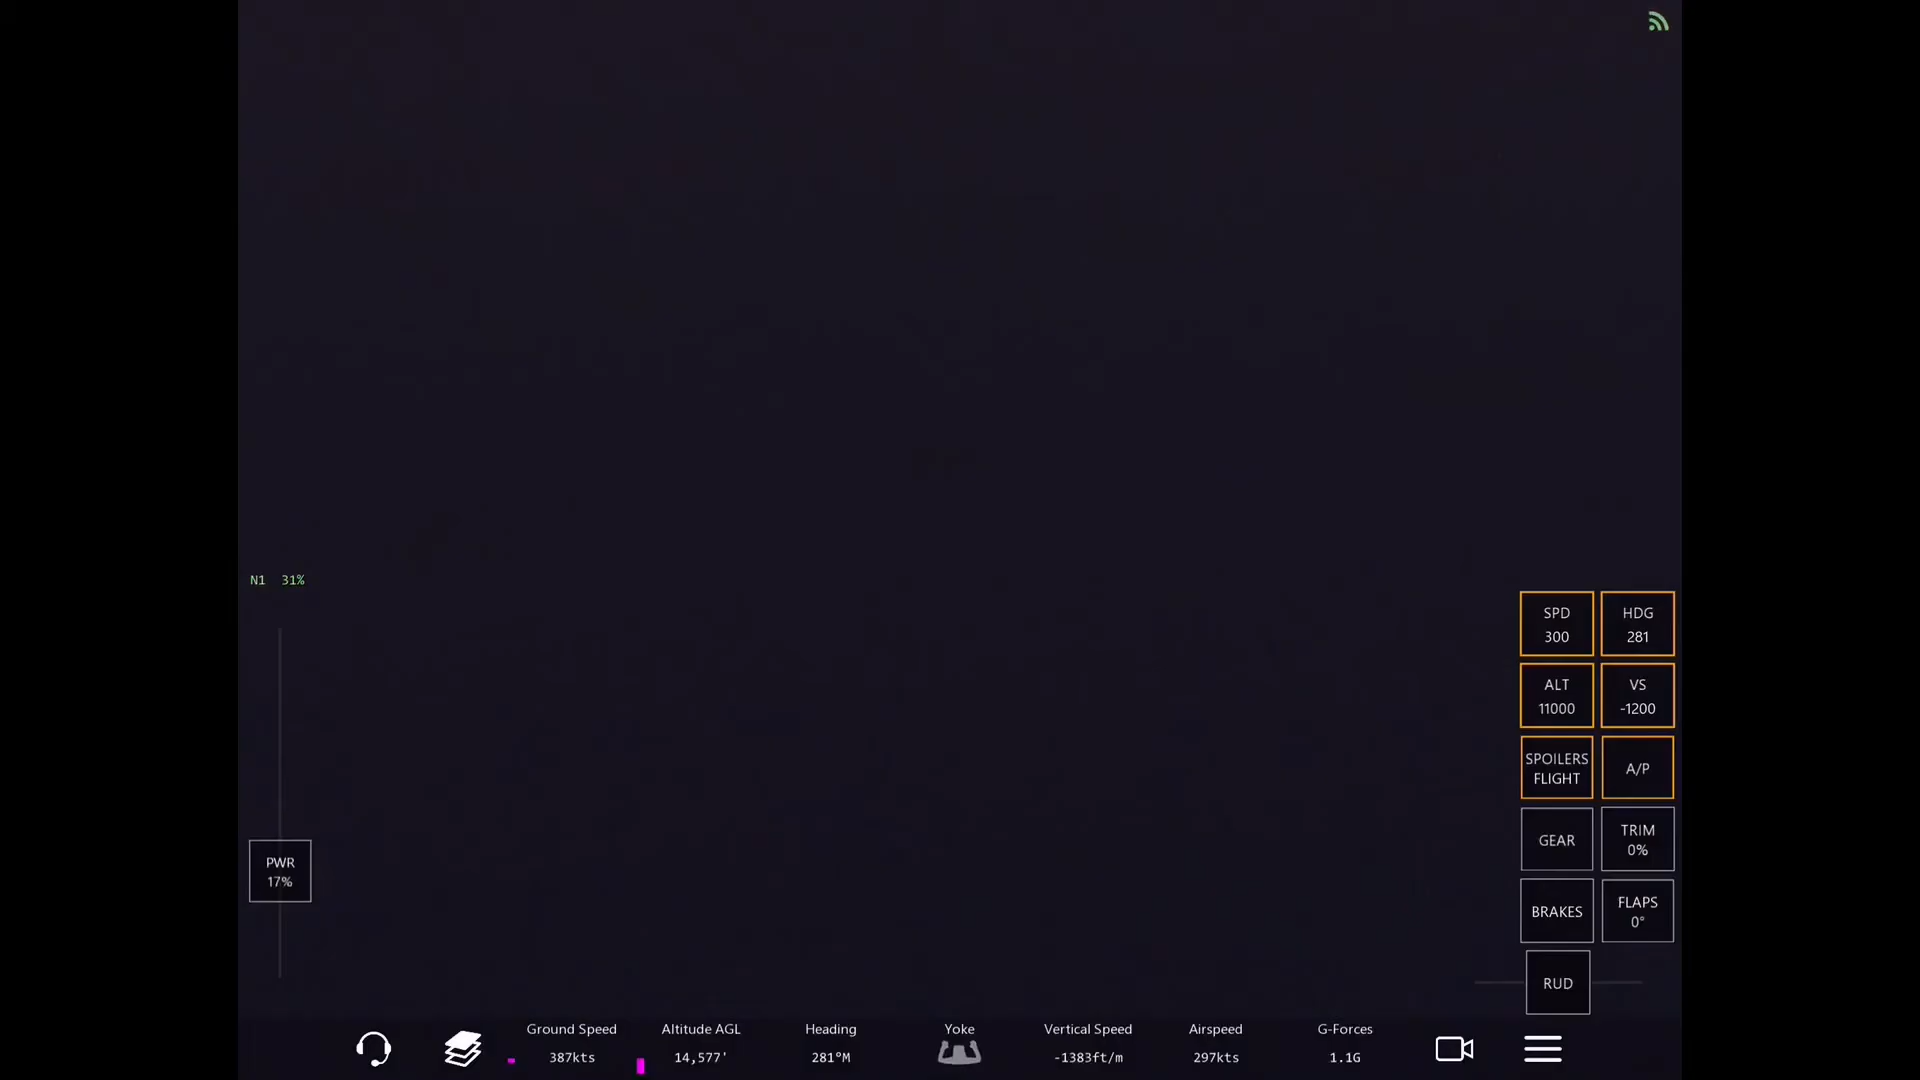 N1 31%
SPD
300
HDG
281
ALT
11000
VS
-1200
SPOILERS
FLIGHT
A/P
GEAR
TRIM
0%
PWR
17%
BRAKES
FLAPS
0°
RUD
Ground Speed
387kts
Altitude AGL
14,577'
Heading
281°M
Yoke
Vertical Speed
-1383ft/m
Airspeed
297kts
G-Forces
1.1G